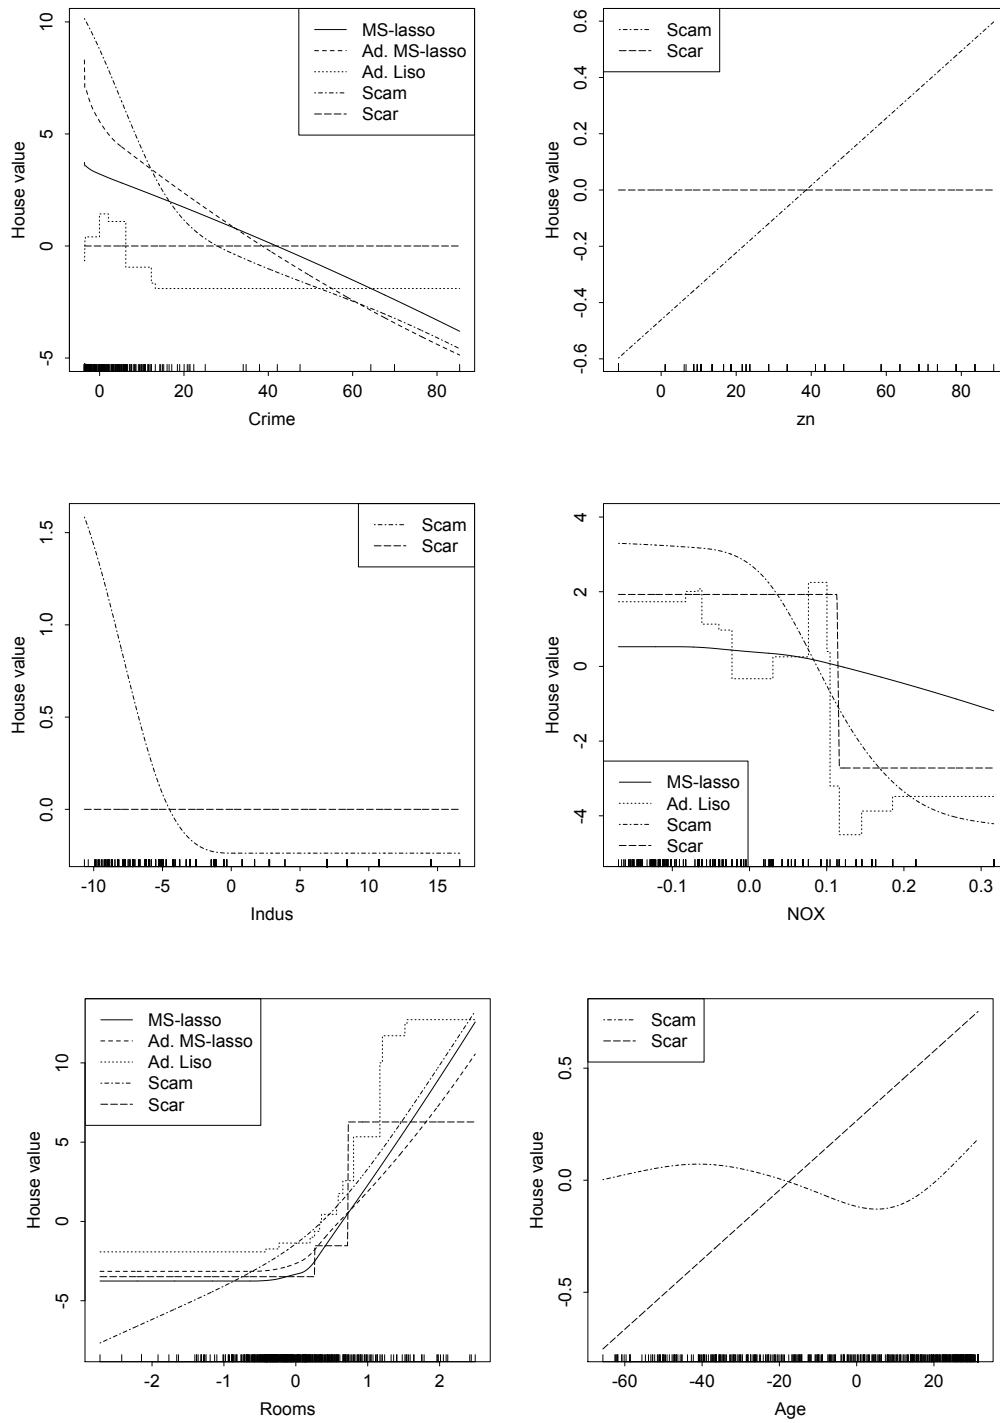 MS-lasso
Ad. MS-lasso
Ad. Liso
Scam
Scar
House value
10
5
0
-5
0
20
40
60
80
Crime
Scam
Scar
House value
0.6
0.4
0.2
0.0
-0.2
-0.4
-0.6
0
20
40
60
80
zn
Scam
Scar
House value
1.5
1.0
0.5
0.0
-10
-5
0
5
10
15
Indus
MS-lasso
Ad. Liso
Scam
Scar
House value
4
2
0
-2
-4
-0.1
0.0
0.1
0.2
0.3
NOX
MS-lasso
Ad. MS-lasso
Ad. Liso
Scam
Scar
House value
10
5
0
-5
-2
-1
0
1
2
Rooms
Scam
Scar
House value
0.5
0.0
-0.5
-60
-40
-20
0
20
Age